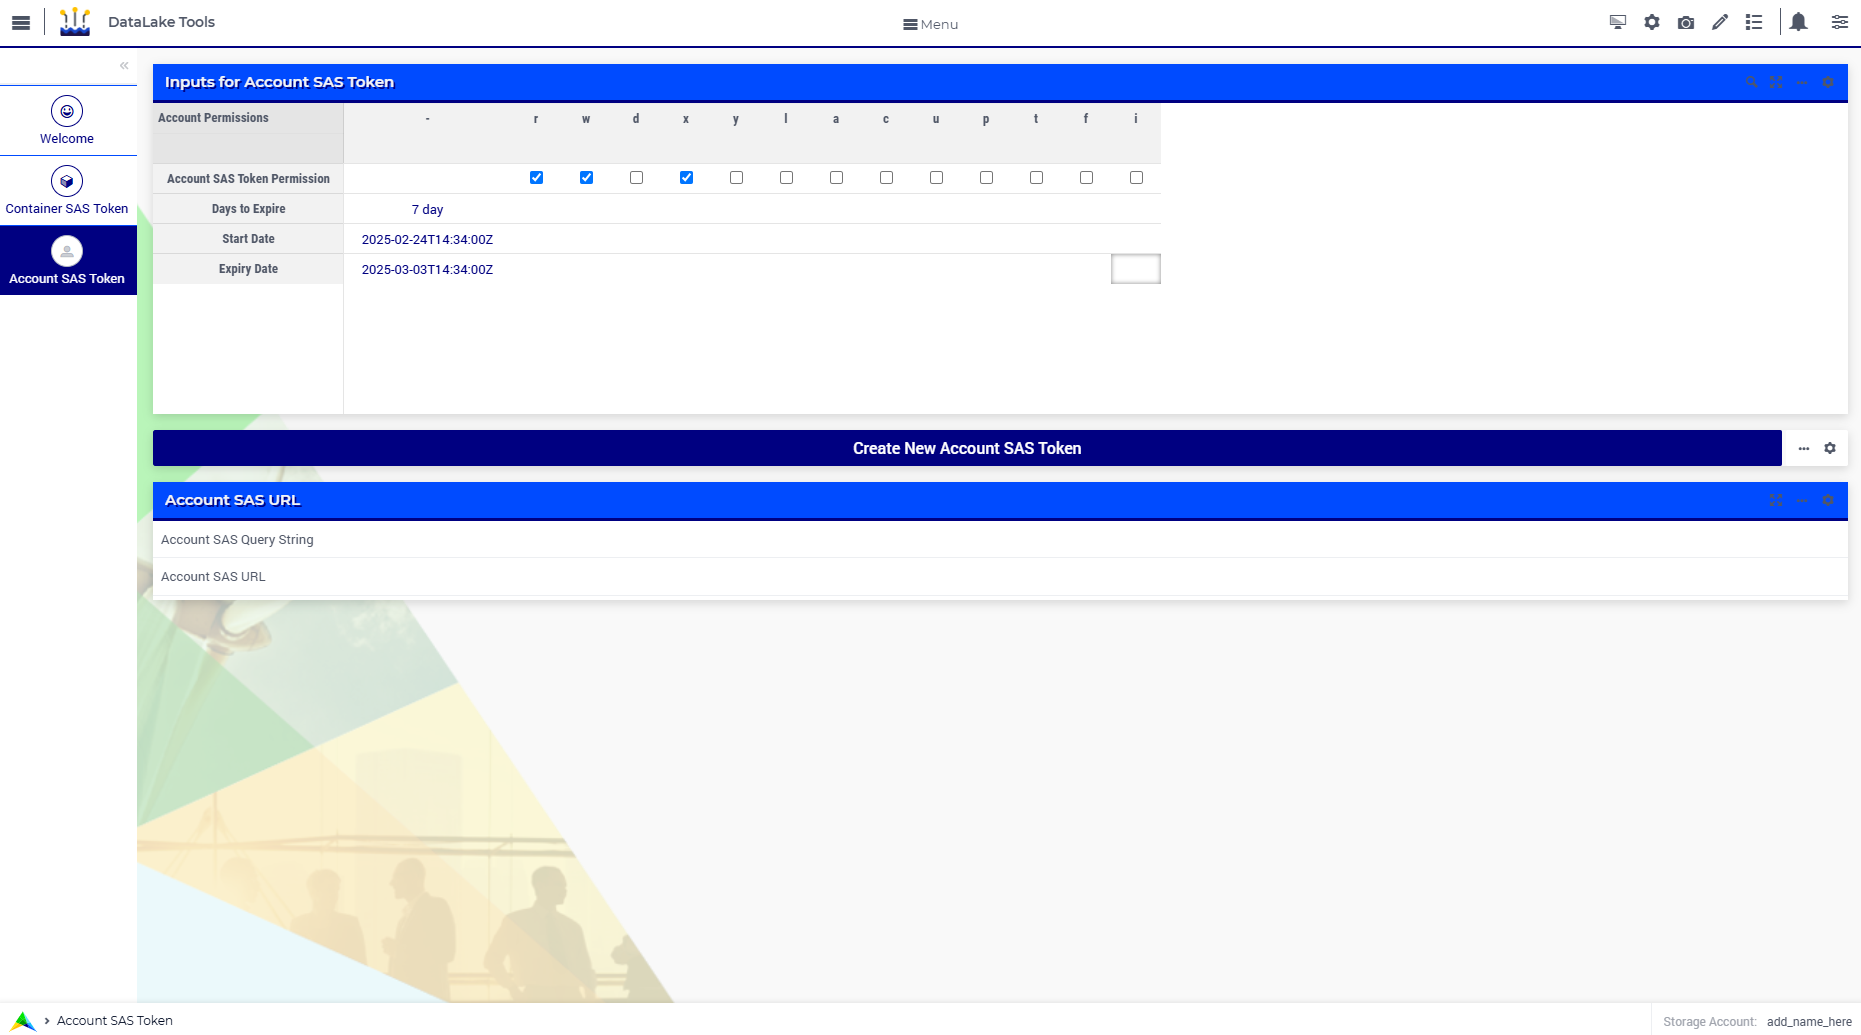 DataLake Tools
Menu
«
Welcome
Container SAS Token
Account SAS Token
Inputs for Account SAS Token
Account Permissions - r w d x y l a c u p t f i
Account SAS Token Permission
Days to Expire 7 day
Start Date 2025-02-24T14:34:00Z
Expiry Date 2025-03-03T14:34:00Z
Create New Account SAS Token
Account SAS URL
Account SAS Query String
Account SAS URL
Account SAS Token
Storage Account: add_name_here